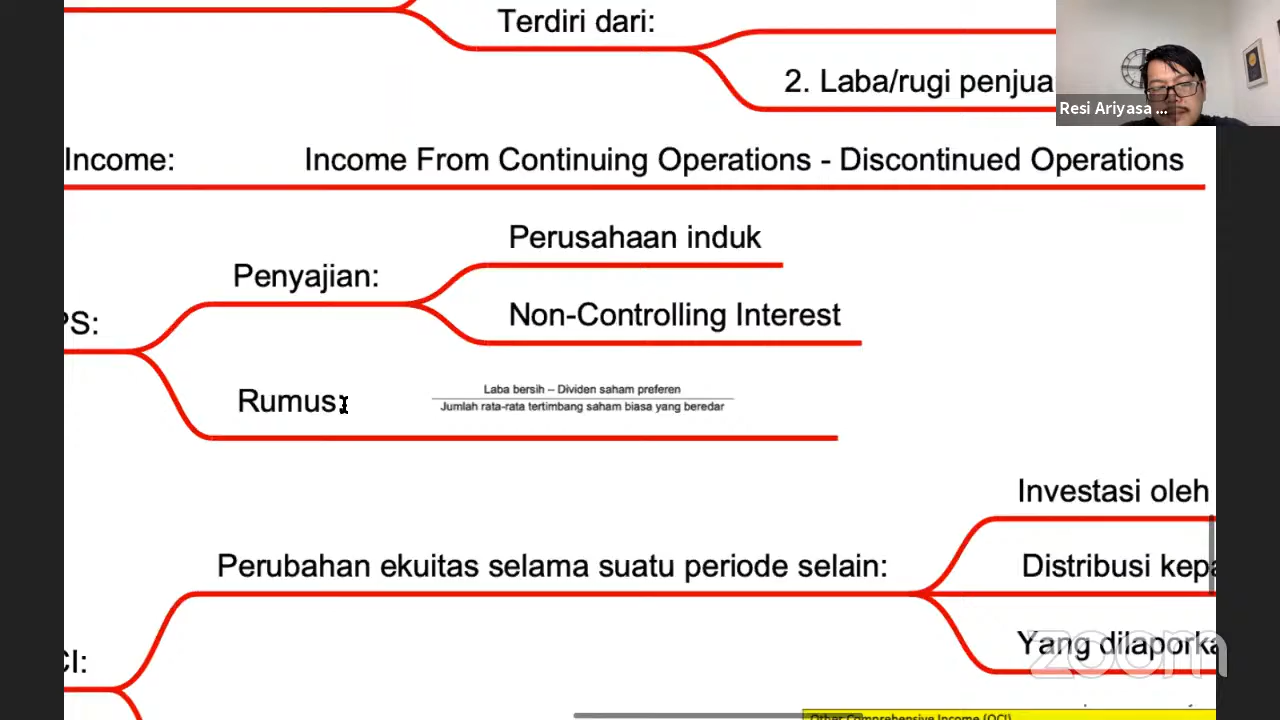 Terdiri dari:
2. Laba/rugi penjua
Resi Ariyasa ...
Income:
Income From Continuing Operations - Discontinued Operations
Perusahaan induk
Penyajian:
Non-Controlling Interest
PS:
Rumus:
Laba bersih – Dividen saham preferen
Jumlah rata-rata tertimbang saham biasa yang beredar
Investasi oleh
Perubahan ekuitas selama suatu periode selain:
Distribusi kepa
Yang dilaporka
zoom
CI:
Other Comprehensive Income (OCI)